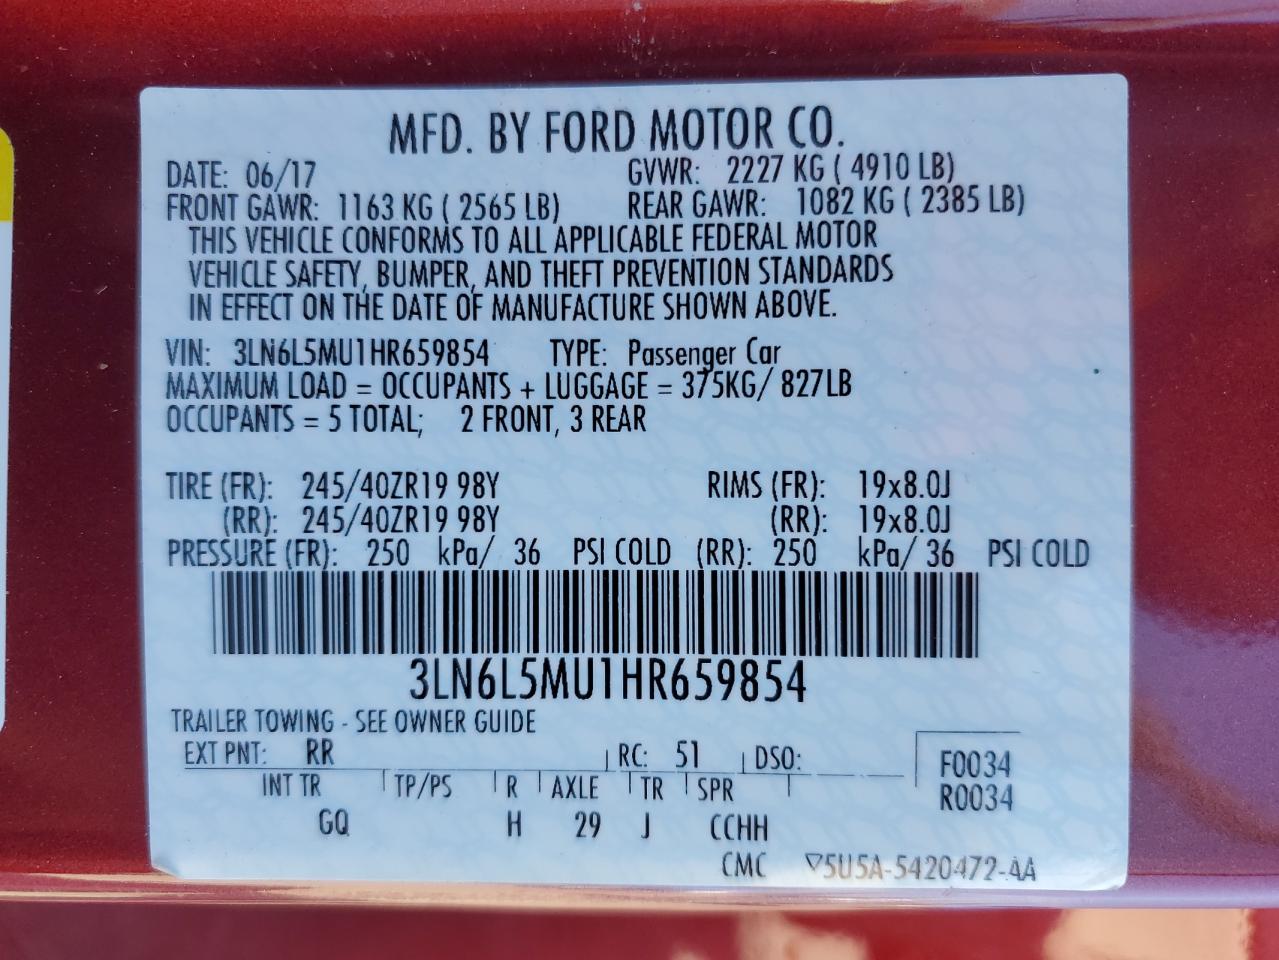 MFD. BY FORD MOTOR CO.
DATE: 06/17 GVWR: 2227 KG ( 4910 LB)
FRONT GAWR: 1163 KG ( 2565 LB) REAR GAWR: 1082 KG ( 2385 LB)
THIS VEHICLE CONFORMS TO ALL APPLICABLE FEDERAL MOTOR
VEHICLE SAFETY, BUMPER, AND THEFT PREVENTION STANDARDS
IN EFFECT ON THE DATE OF MANUFACTURE SHOWN ABOVE.
VIN: 3LN6L5MU1HR659854 TYPE: Passenger Car
MAXIMUM LOAD = OCCUPANTS + LUGGAGE = 375KG/ 827LB
OCCUPANTS = 5 TOTAL; 2 FRONT, 3 REAR
TIRE (FR): 245/40ZR19 98Y RIMS (FR): 19x8.0J
(RR): 245/40ZR19 98Y (RR): 19x8.0J
PRESSURE (FR): 250 kPa/ 36 PSI COLD (RR): 250 kPa/ 36 PSI COLD
3LN6L5MU1HR659854
TRAILER TOWING - SEE OWNER GUIDE
EXT PNT: RR RC: 51 DSO: F0034
INT TR TP/PS R AXLE TR SPR R0034
GQ H 29 J CCHH
CMC ▽5U5A-5420472-AA